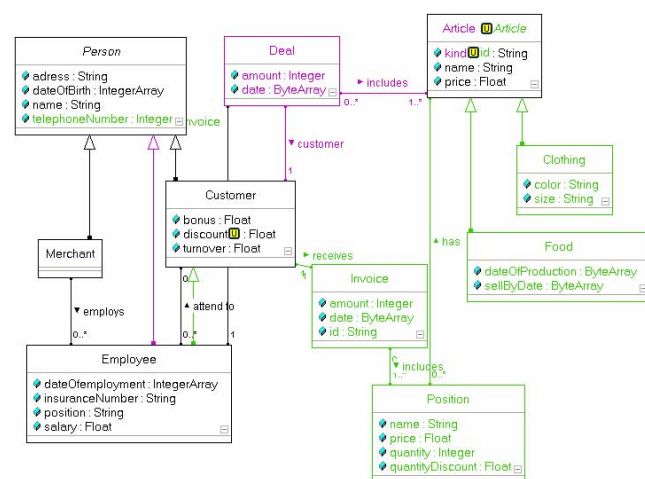 Person
adress : String
dateOfBirth : IntegerArray
name : String
telephoneNumber : Integer
nvoice
Deal
amount : Integer
date : ByteArray
includes
0..*
1..*
customer
1
Article U Article
kind U id : String
name : String
price : Float
Clothing
color : String
size : String
Customer
bonus : Float
discount U : Float
turnover : Float
has
Food
dateOfProduction : ByteArray
sellByDate : ByteArray
Merchant
receives
Invoice
amount : Integer
date : ByteArray
id : String
employs
0..*
attend to
0..*
1
Employee
dateOfemployment : IntegerArray
insuranceNumber : String
position : String
salary : Float
includes
0..*
Position
name : String
price : Float
quantity : Integer
quantityDiscount : Float